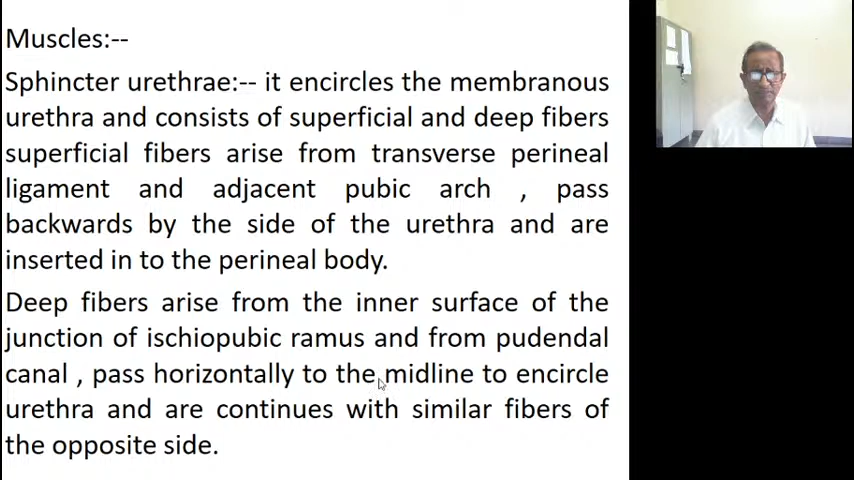 Muscles:--
Sphincter urethrae:-- it encircles the membranous
urethra and consists of superficial and deep fibers
superficial fibers arise from transverse perineal
ligament and adjacent pubic arch , pass
backwards by the side of the urethra and are
inserted in to the perineal body.
Deep fibers arise from the inner surface of the
junction of ischiopubic ramus and from pudendal
canal , pass horizontally to the midline to encircle
urethra and are continues with similar fibers of
the opposite side.